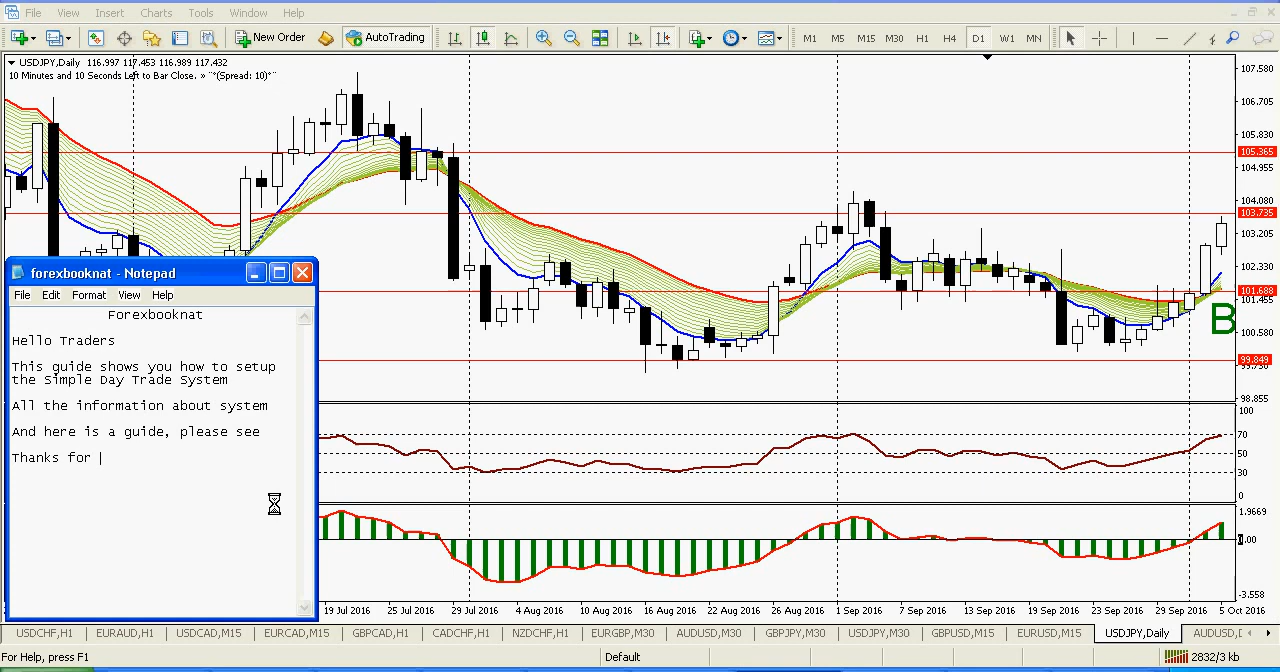 File View Insert Charts Tools Window Help
New Order AutoTrading M1 M5 M15 M30 H1 H4 D1 W1 MN
USDJPY,Daily 116.997 117.453 116.989 117.432
10 Minutes and 10 Seconds Left to Bar Close. » "*(Spread: 10)*"
107.580
106.705
105.830
105.365
104.955
104.080
103.735
103.205
102.330
101.688
101.455
100.580
99.849
98.855
B
forexbooknat - Notepad
File Edit Format View Help
Forexbooknat
Hello Traders
This guide shows you how to setup
the Simple Day Trade System
All the information about system
And here is a guide, please see
Thanks for
100
70
50
30
0
1.9669
0.00
-3.558
19 Jul 2016 25 Jul 2016 29 Jul 2016 4 Aug 2016 10 Aug 2016 16 Aug 2016 22 Aug 2016 26 Aug 2016 1 Sep 2016 7 Sep 2016 13 Sep 2016 19 Sep 2016 23 Sep 2016 29 Sep 2016 5 Oct 2016
USDCHF,H1 EURAUD,H1 USDCAD,M15 EURCAD,M15 GBPCAD,H1 CADCHF,H1 NZDCHF,H1 EURGBP,M30 AUDUSD,M30 GBPJPY,M30 USDJPY,M30 GBPUSD,M15 EURUSD,M15 USDJPY,Daily AUDUSD,
For Help, press F1 Default 2832/3 kb